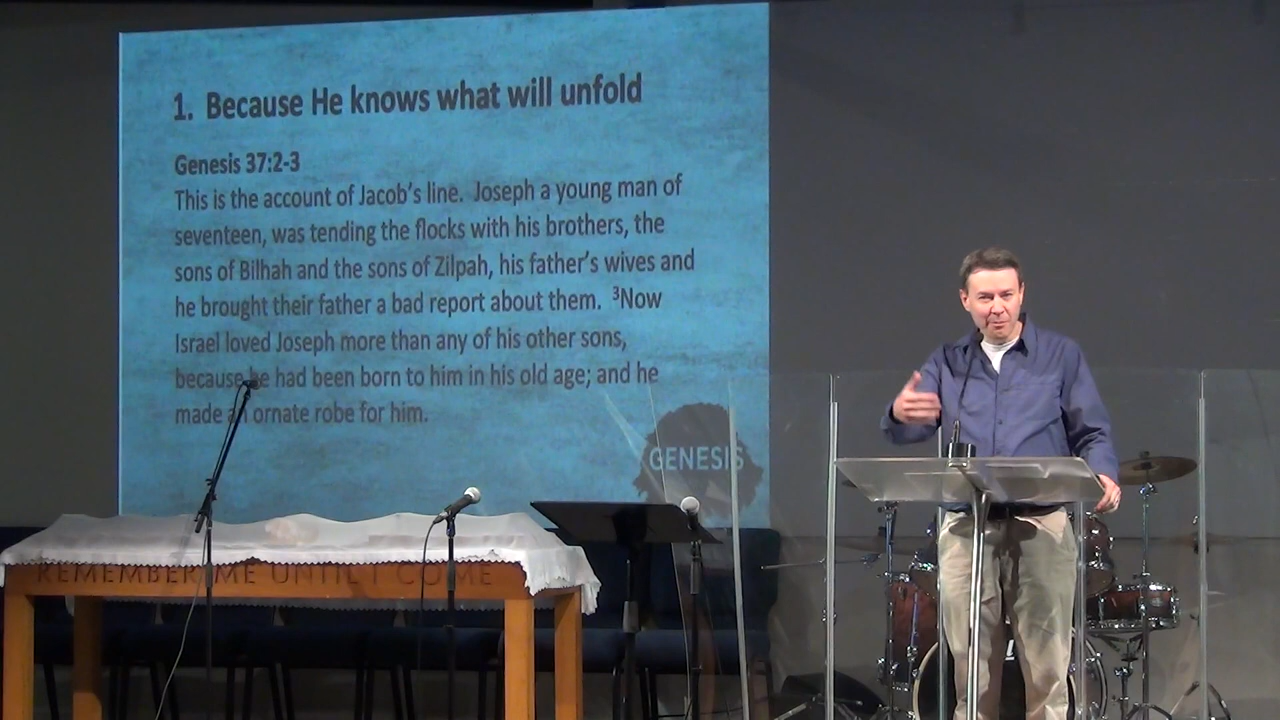 1. Because He knows what will unfold
Genesis 37:2-3
This is the account of Jacob's line. Joseph a young man of
seventeen, was tending the flocks with his brothers, the
sons of Bilhah and the sons of Zilpah, his father's wives and
he brought their father a bad report about them. ³Now
Israel loved Joseph more than any of his other sons,
because he had been born to him in his old age; and he
made an ornate robe for him.
GENESIS
REMEMBER ME UNTIL I COME